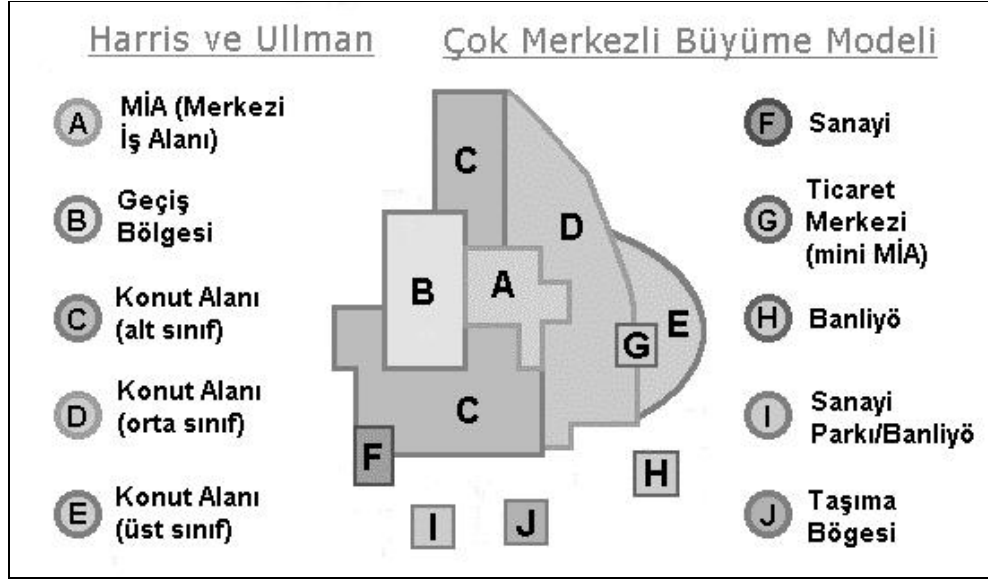 Harris ve Ullman
Çok Merkezli Büyüme Modeli
A
MİA (Merkezi
İş Alanı)
B
Geçiş
Bölgesi
C
Konut Alanı
(alt sınıf)
D
Konut Alanı
(orta sınıf)
E
Konut Alanı
(üst sınıf)
C
D
B
A
E
G
C
F
H
I
J
F
Sanayi
G
Ticaret
Merkezi
(mini MİA)
H
Banliyö
I
Sanayi
Parkı/Banliyö
J
Taşıma
Bögesi